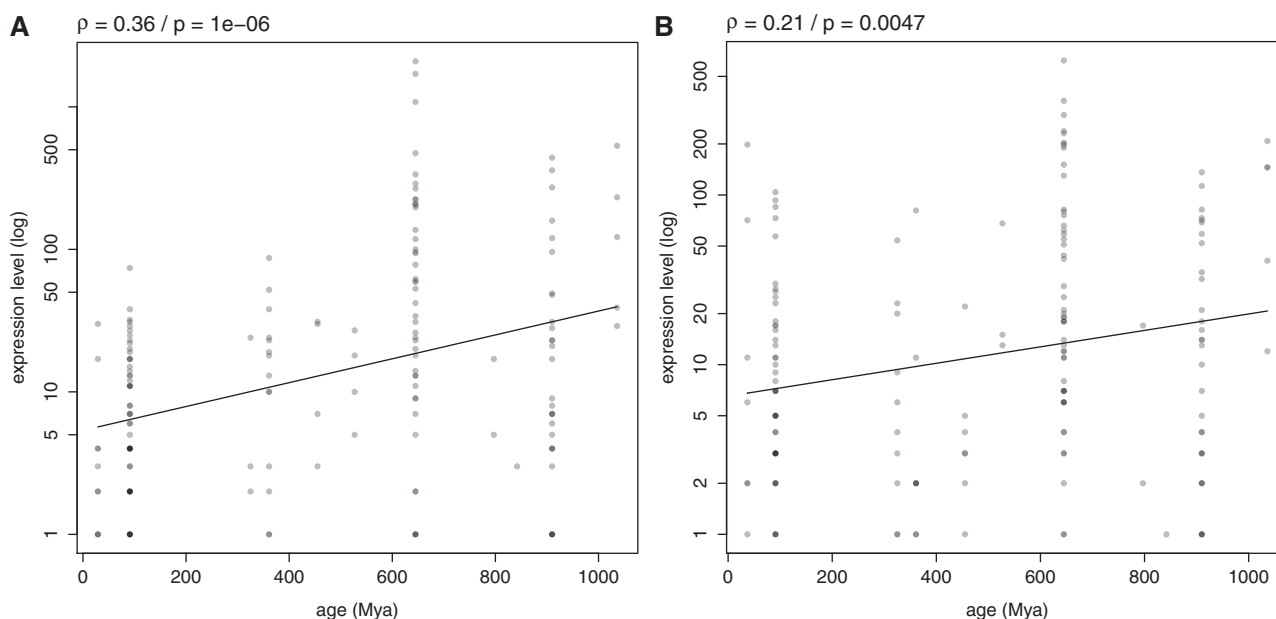 A
ρ = 0.36 / p = 1e−06
expression level (log)
500
100
50
10
5
1
0 200 400 600 800 1000
age (Mya)
B
ρ = 0.21 / p = 0.0047
expression level (log)
500
200
100
50
20
10
5
2
1
0 200 400 600 800 1000
age (Mya)